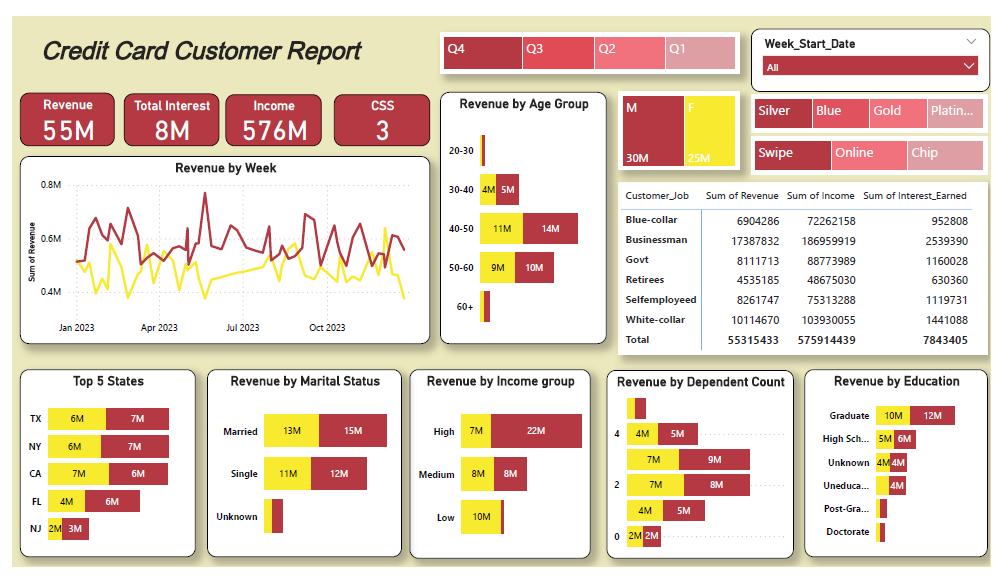 Credit Card Customer Report
Q4 Q3 Q2 Q1
Week_Start_Date
All
Revenue
55M
Total Interest
8M
Income
576M
CSS
3
Revenue by Age Group
20-30
30-40 4M 5M
40-50 11M 14M
50-60 9M 10M
60+
M
30M
F
25M
Silver Blue Gold Platin...
Swipe Online Chip
Revenue by Week
Sum of Revenue
0.8M
0.6M
0.4M
Jan 2023 Apr 2023 Jul 2023 Oct 2023
Customer_Job Sum of Revenue Sum of Income Sum of Interest_Earned
Blue-collar 6904286 72262158 952808
Businessman 17387832 186959919 2539390
Govt 8111713 88773989 1160028
Retirees 4535185 48675030 630360
Selfemployeed 8261747 75313288 1119731
White-collar 10114670 103930055 1441088
Total 55315433 575914439 7843405
Top 5 States
TX 6M 7M
NY 6M 7M
CA 7M 6M
FL 4M 6M
NJ 2M 3M
Revenue by Marital Status
Married 13M 15M
Single 11M 12M
Unknown
Revenue by Income group
High 7M 22M
Medium 8M 8M
Low 10M
Revenue by Dependent Count
4 4M 5M
7M 9M
2 7M 8M
4M 5M
0 2M 2M
Revenue by Education
Graduate 10M 12M
High Sch... 5M 6M
Unknown 4M 4M
Uneduca... 4M
Post-Gra...
Doctorate